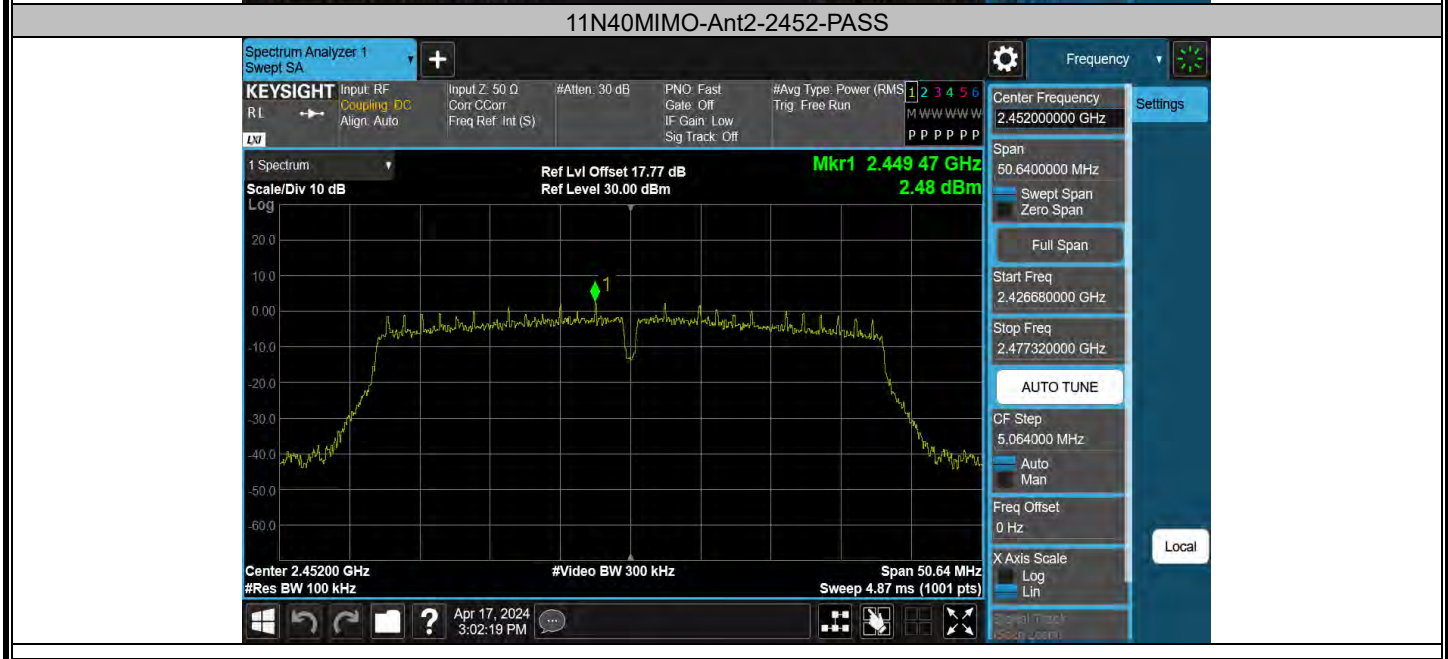 11N40MIMO-Ant2-2452-PASS
Spectrum Analyzer 1
Swept SA
Frequency
KEYSIGHT
R L
LXI
Input: RF
Coupling: DC
Align: Auto
Input Z: 50 Ω
Corr CCorr
Freq Ref: Int (S)
#Atten: 30 dB
PNO: Fast
Gate: Off
IF Gain: Low
Sig Track: Off
#Avg Type: Power (RMS
Trig: Free Run
1 2 3 4 5 6
M W W W W W
P P P P P P
Center Frequency
2.452000000 GHz
Settings
1 Spectrum
Scale/Div 10 dB
Ref Lvl Offset 17.77 dB
Ref Level 30.00 dBm
Mkr1 2.449 47 GHz
2.48 dBm
Span
50.6400000 MHz
Swept Span
Zero Span
Full Span
Start Freq
2.426680000 GHz
Stop Freq
2.477320000 GHz
AUTO TUNE
CF Step
5.064000 MHz
Auto
Man
Freq Offset
0 Hz
X Axis Scale
Log
Lin
Local
Log
20.0
10.0
0.00
-10.0
-20.0
-30.0
-40.0
-50.0
-60.0
1
Center 2.45200 GHz
#Res BW 100 kHz
#Video BW 300 kHz
Span 50.64 MHz
Sweep 4.87 ms (1001 pts)
?
Apr 17, 2024
3:02:19 PM
Signal Track
(Span Zoom)